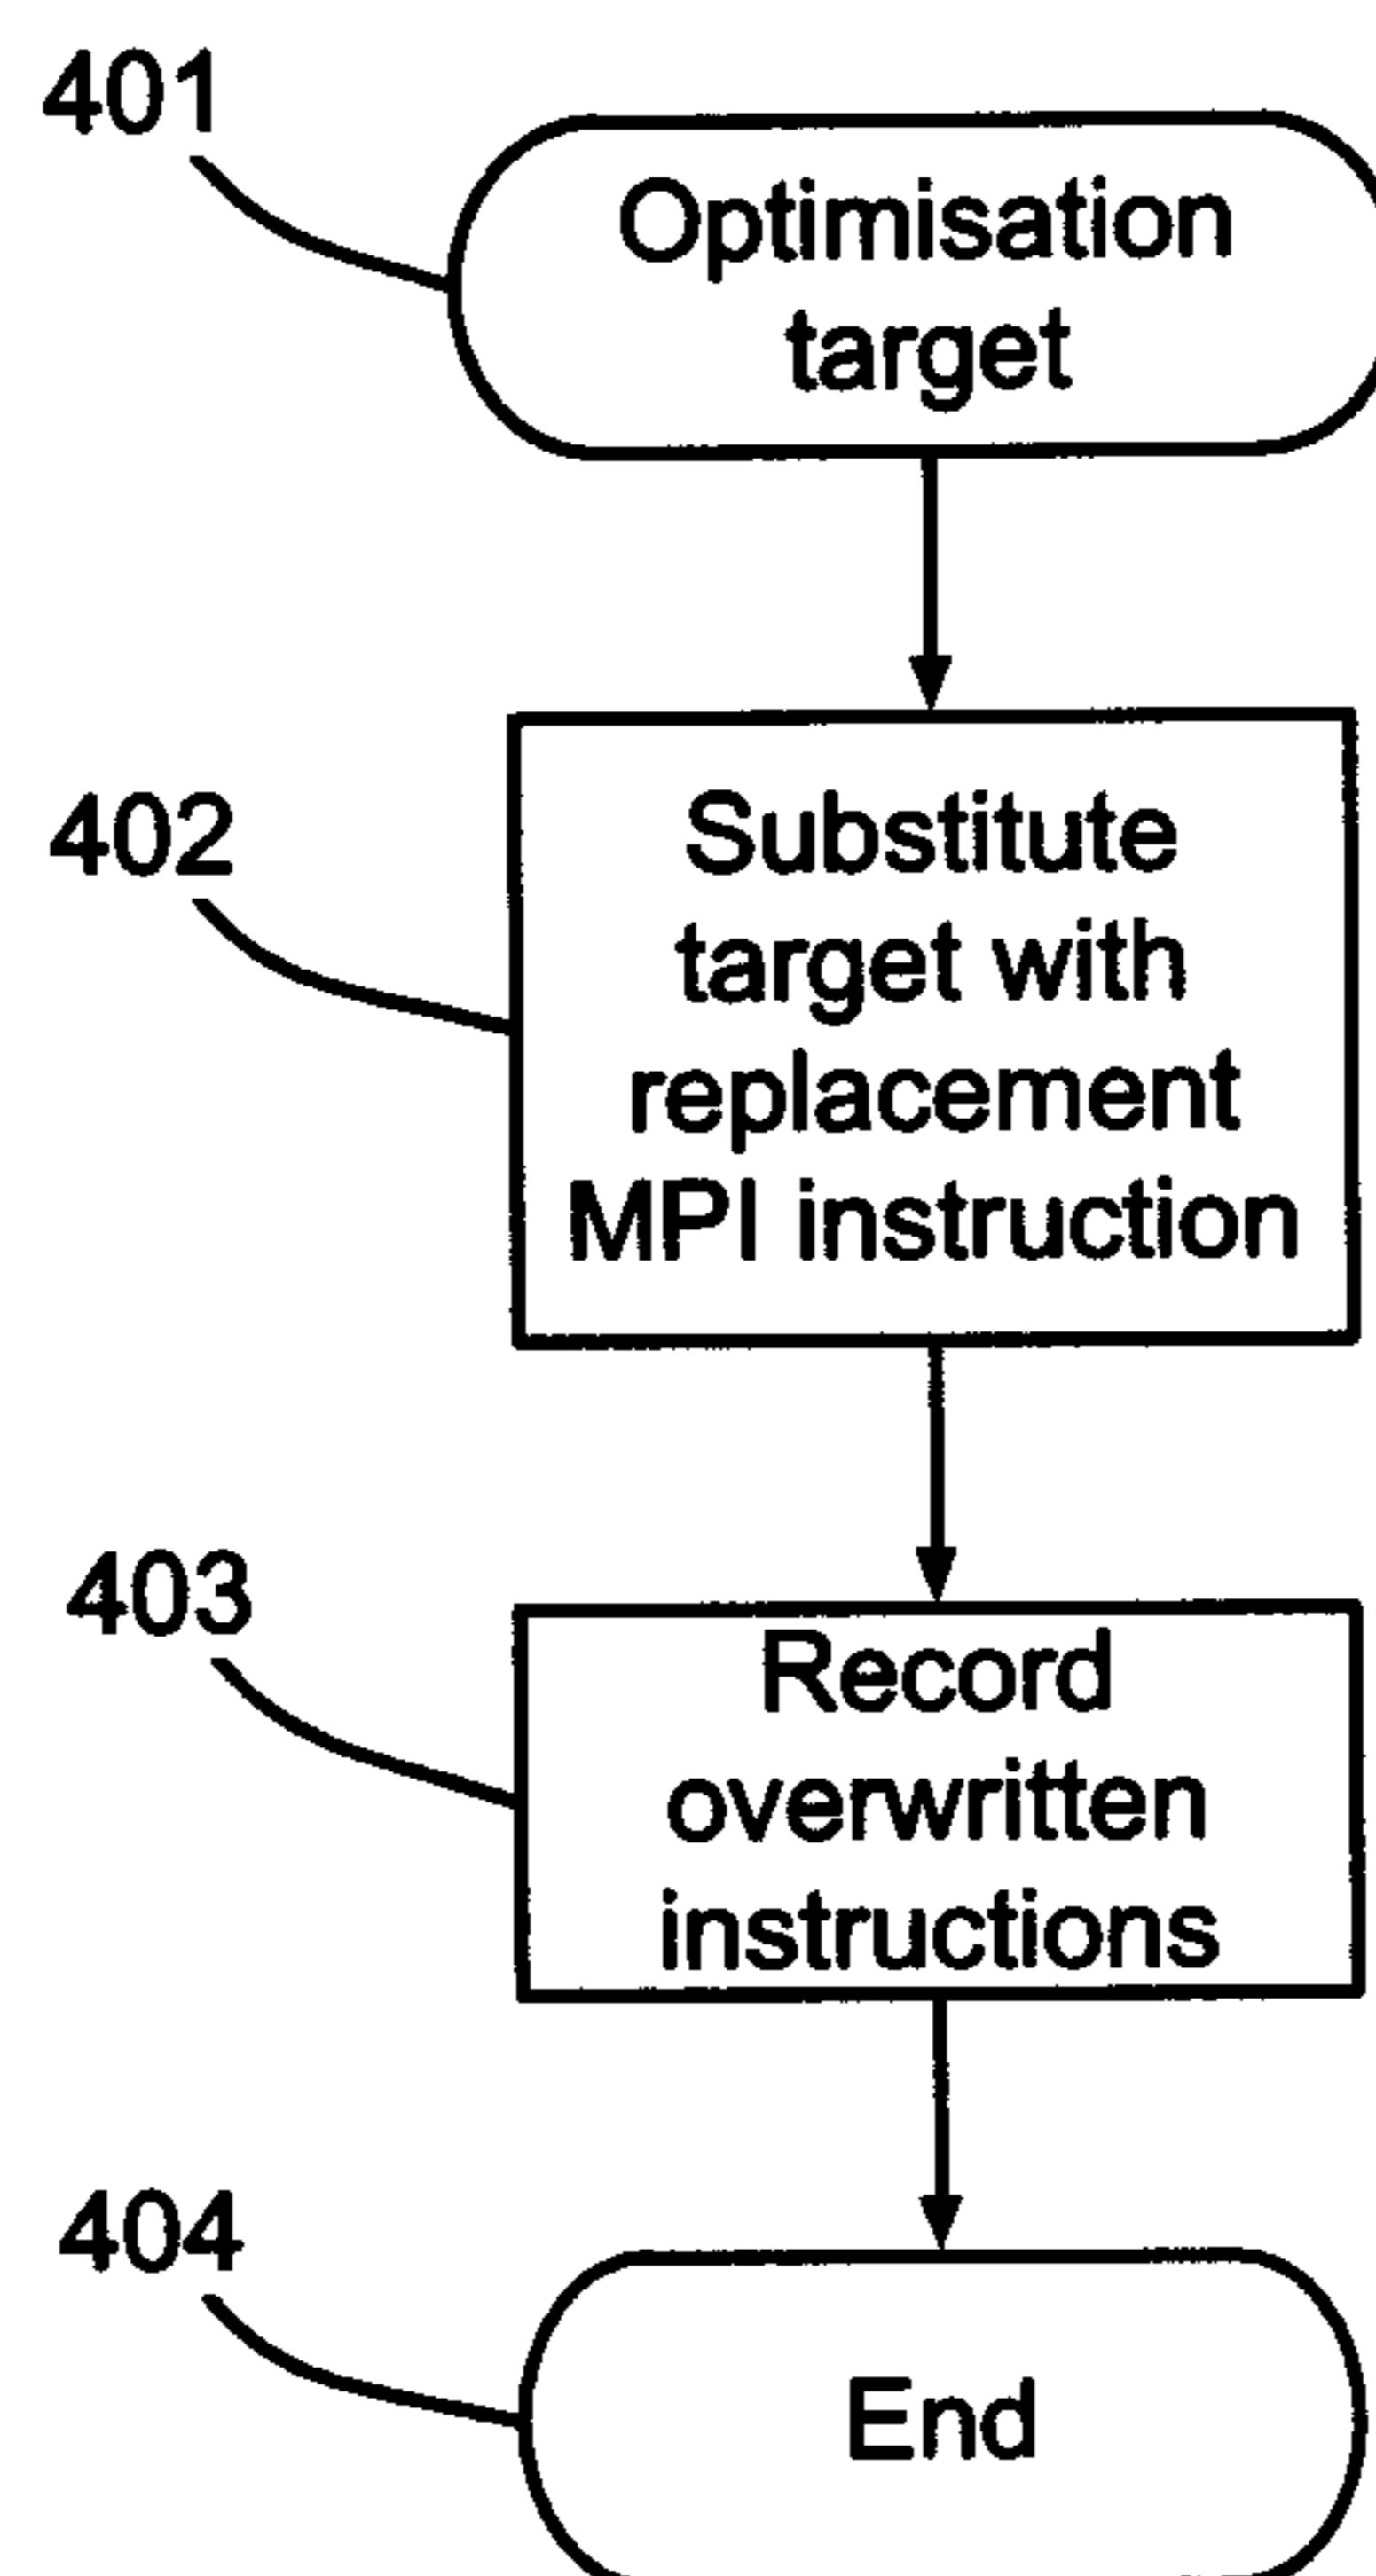 401
Optimisation
target
402
Substitute
target with
replacement
MPI instruction
403
Record
overwritten
instructions
404
End